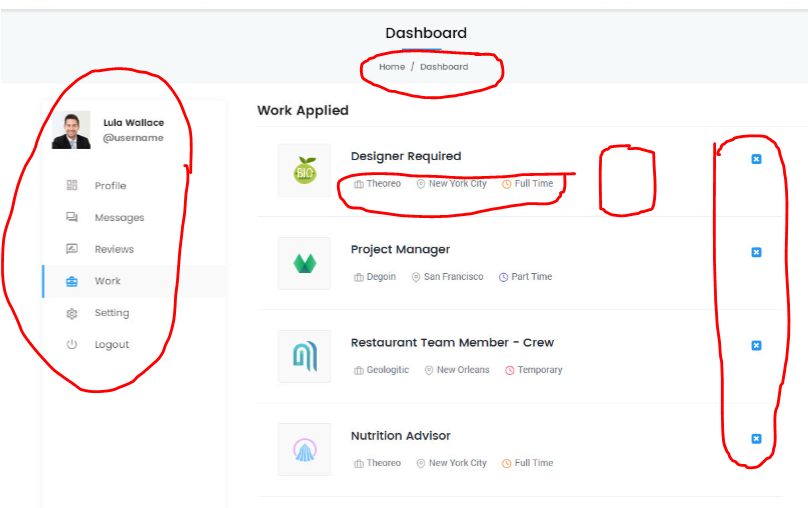 Dashboard
Home / Dashboard
Lula Wallace
@username
Profile
Messages
Reviews
Work
Setting
Logout
Work Applied
BIO
Designer Required
Theoreo New York City Full Time
Project Manager
Degoin San Francisco Part Time
Restaurant Team Member - Crew
Geologitic New Orleans Temporary
Nutrition Advisor
Theoreo New York City Full Time